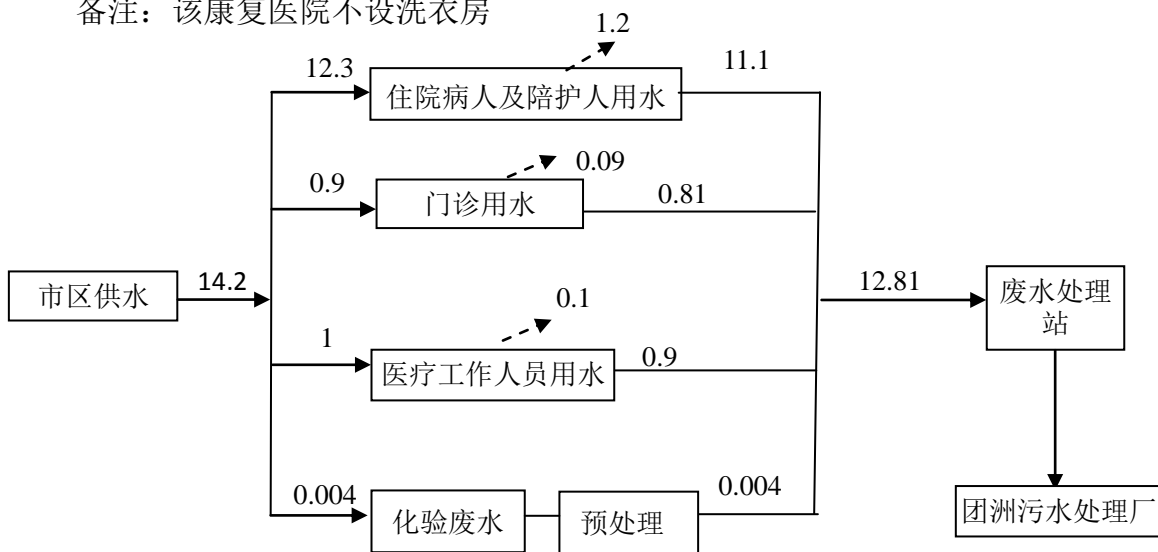 备注：该康复医院不设洗衣房
1.2
12.3
11.1
住院病人及陪护人用水
0.09
0.9
门诊用水
0.81
市区供水
14.2
12.81
废水处理
站
0.1
1
医疗工作人员用水
0.9
0.004
化验废水
预处理
0.004
团洲污水处理厂